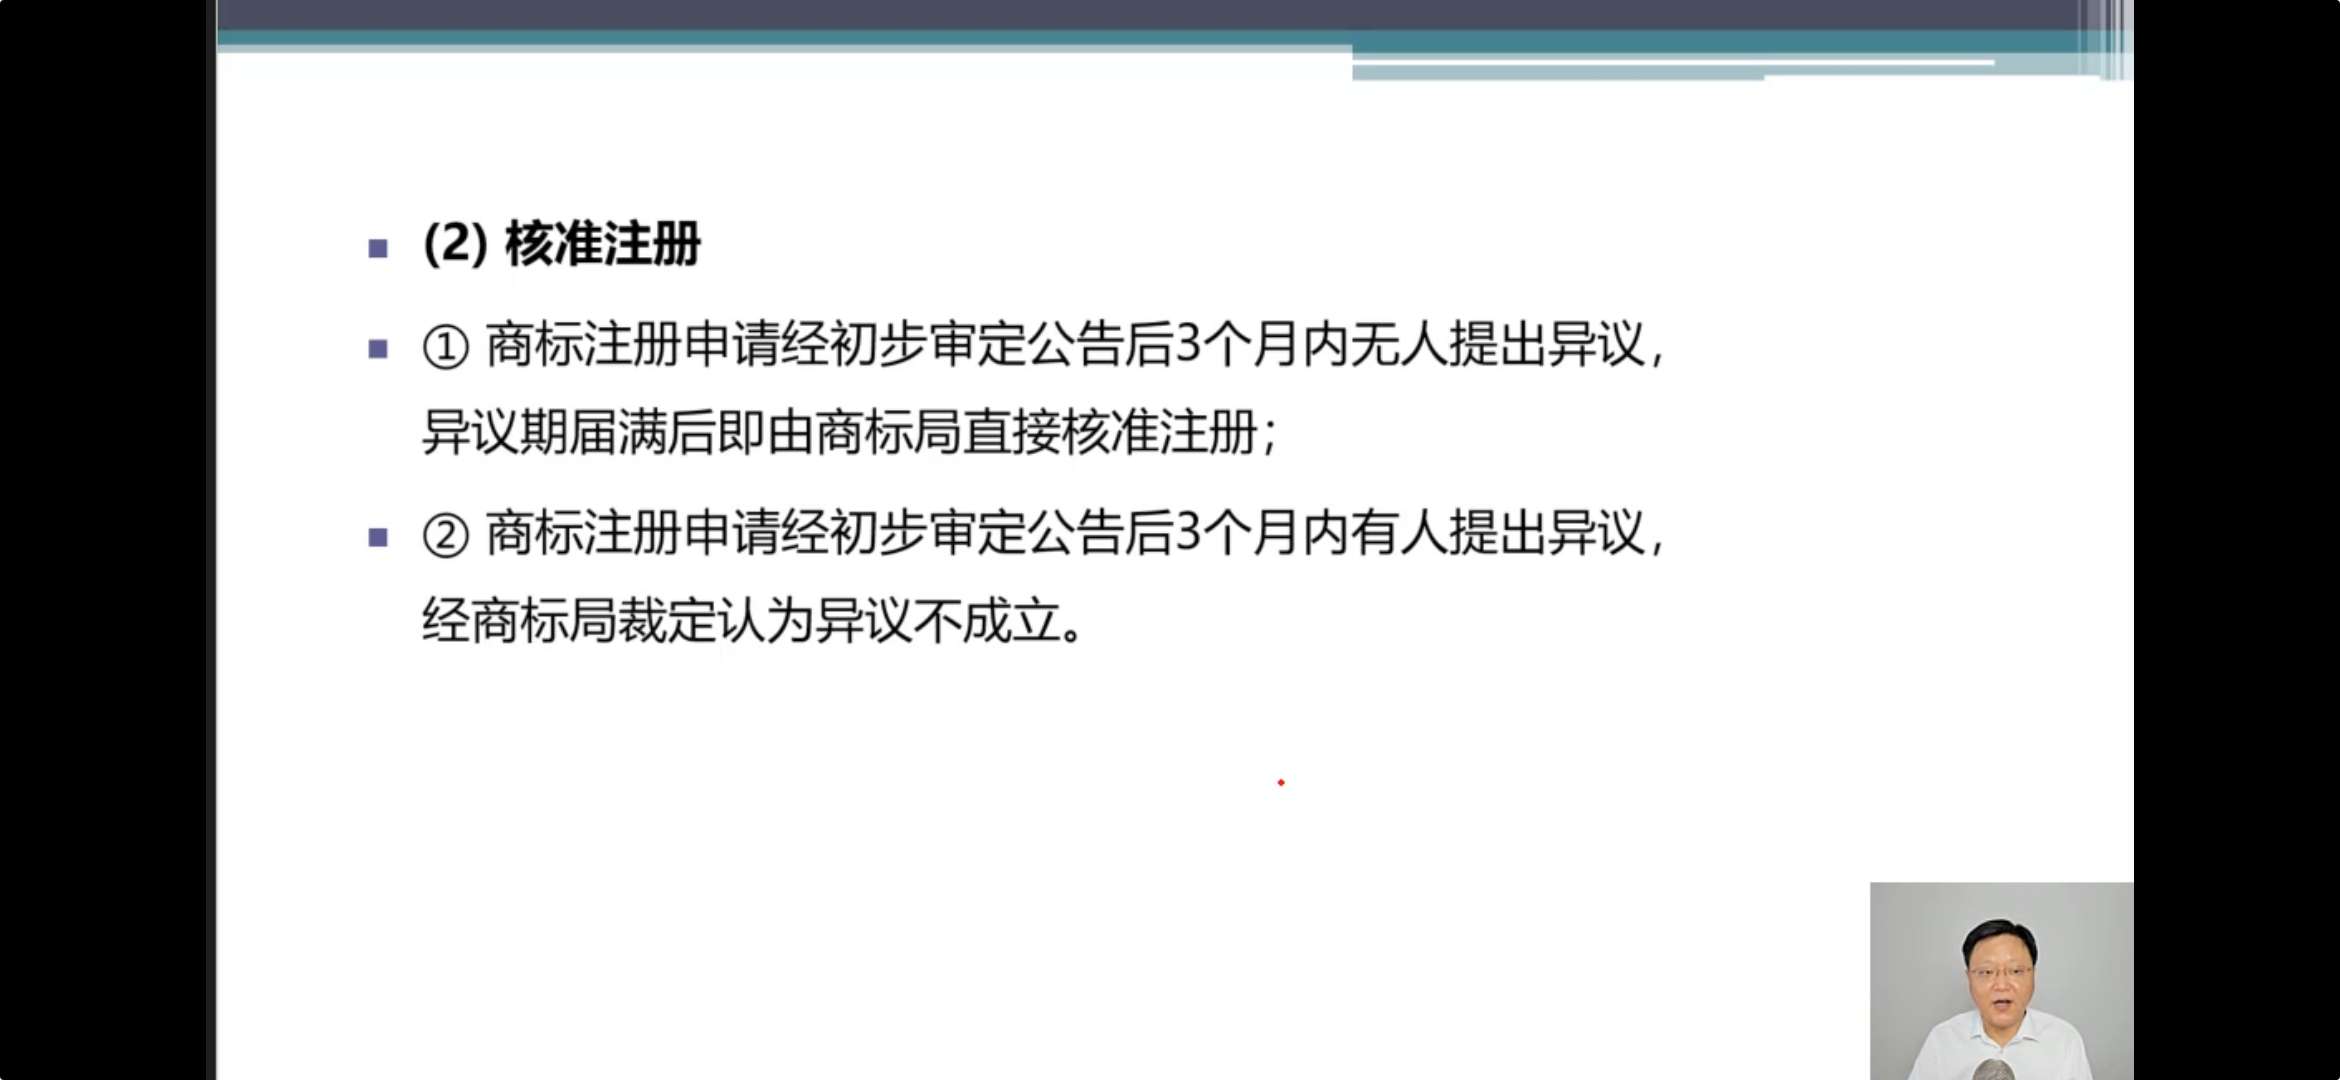 (2) 核准注册
① 商标注册申请经初步审定公告后3个月内无人提出异议，
异议期届满后即由商标局直接核准注册；
② 商标注册申请经初步审定公告后3个月内有人提出异议，
经商标局裁定认为异议不成立。